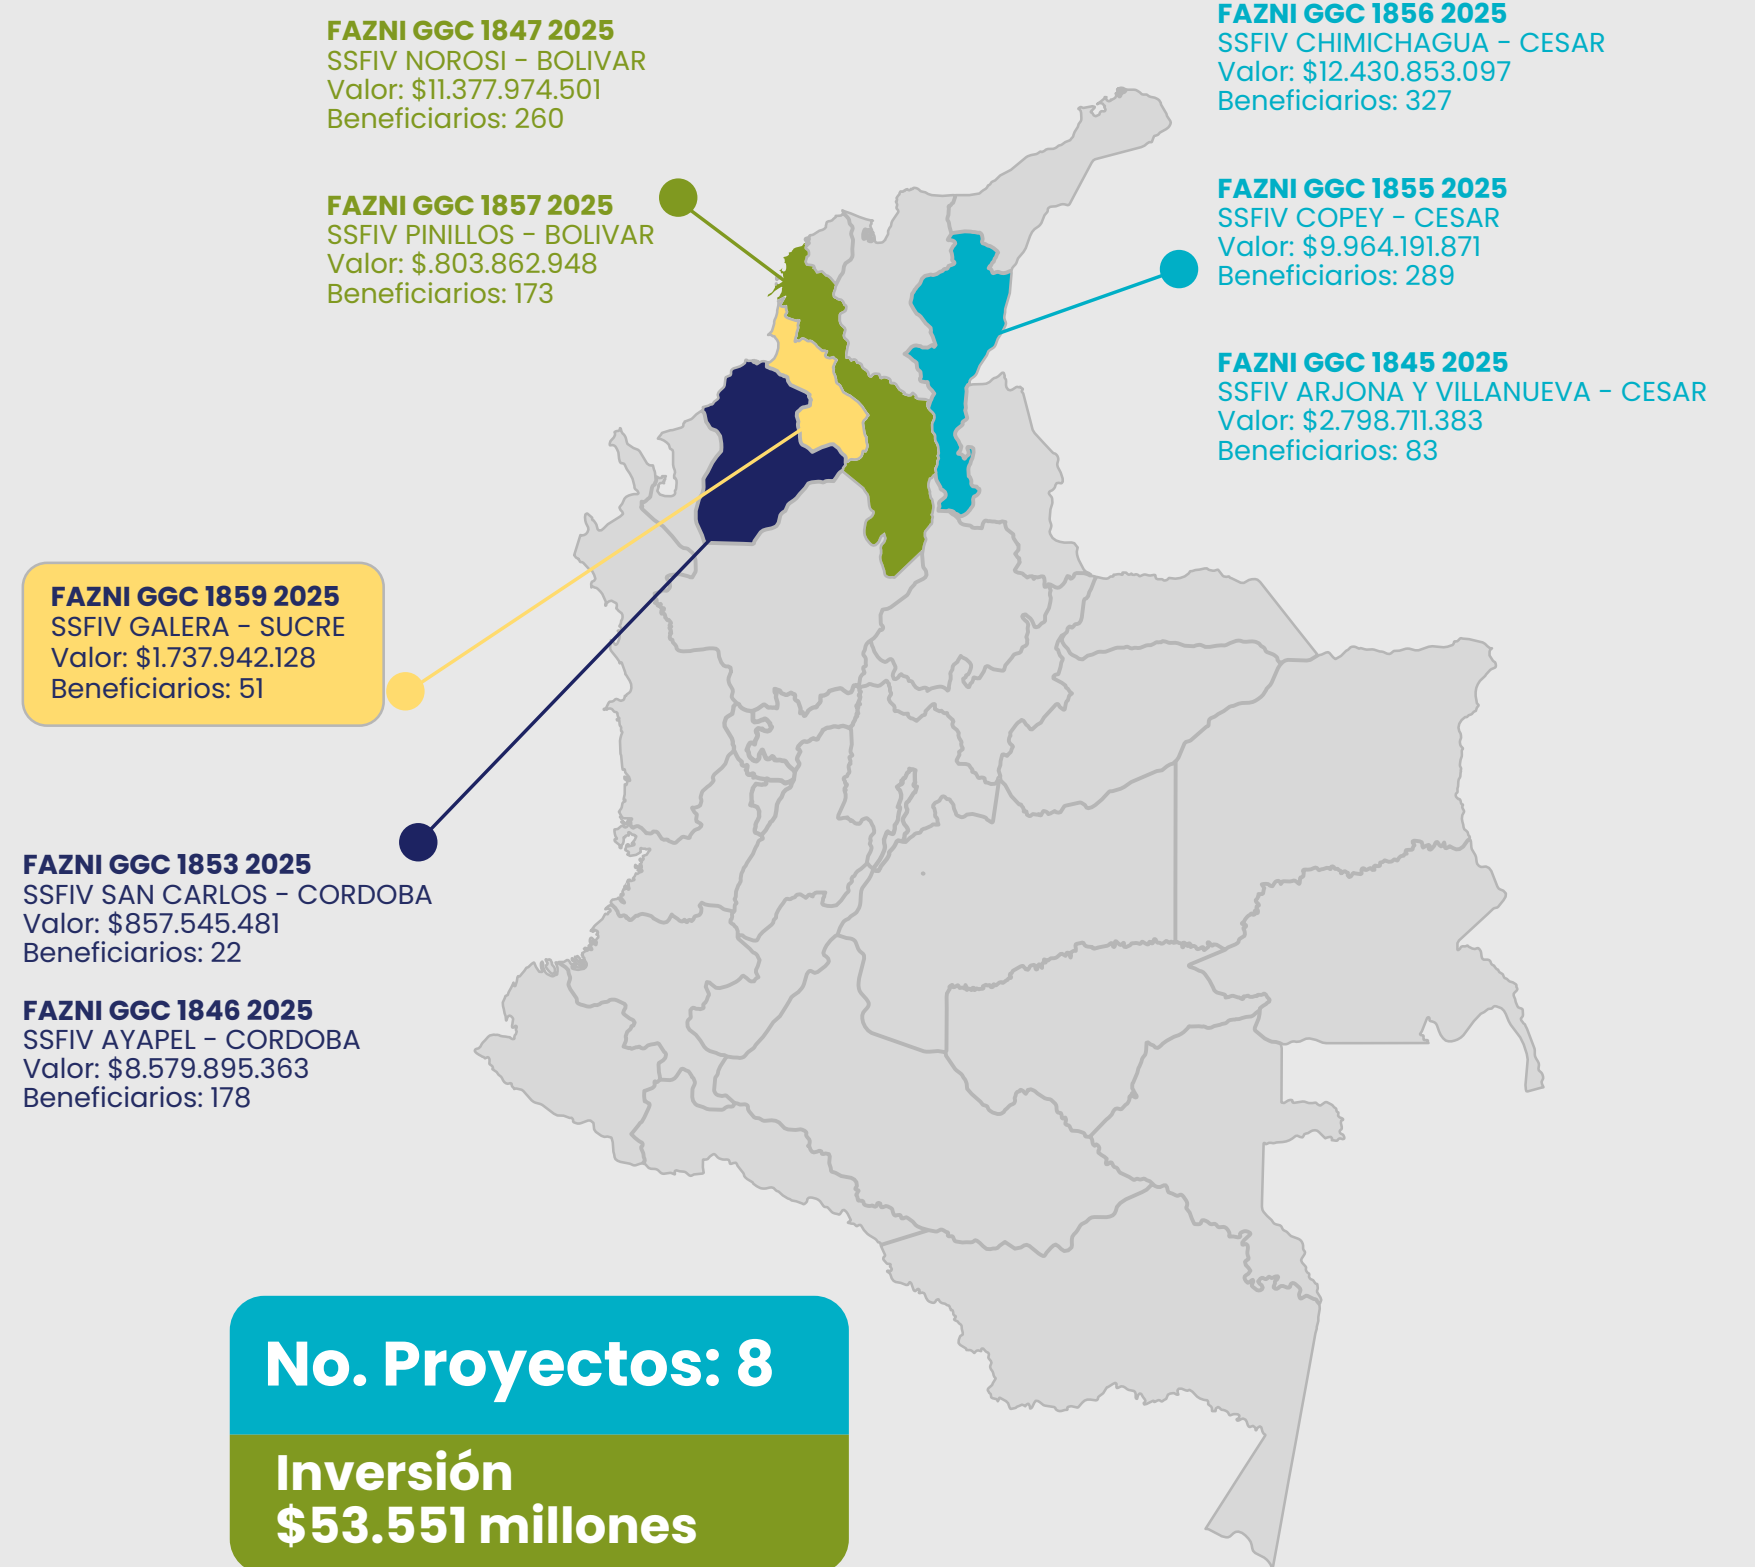 FAZNI GGC 1847 2025
SSFIV NOROSI - BOLIVAR
Valor: $11.377.974.501
Beneficiarios: 260
FAZNI GGC 1857 2025
SSFIV PINILLOS - BOLIVAR
Valor: $.803.862.948
Beneficiarios: 173
FAZNI GGC 1856 2025
SSFIV CHIMICHAGUA - CESAR
Valor: $12.430.853.097
Beneficiarios: 327
FAZNI GGC 1855 2025
SSFIV COPEY - CESAR
Valor: $9.964.191.871
Beneficiarios: 289
FAZNI GGC 1845 2025
SSFIV ARJONA Y VILLANUEVA - CESAR
Valor: $2.798.711.383
Beneficiarios: 83
FAZNI GGC 1859 2025
SSFIV GALERA - SUCRE
Valor: $1.737.942.128
Beneficiarios: 51
FAZNI GGC 1853 2025
SSFIV SAN CARLOS - CORDOBA
Valor: $857.545.481
Beneficiarios: 22
FAZNI GGC 1846 2025
SSFIV AYAPEL - CORDOBA
Valor: $8.579.895.363
Beneficiarios: 178
No. Proyectos: 8
Inversión
$53.551 millones